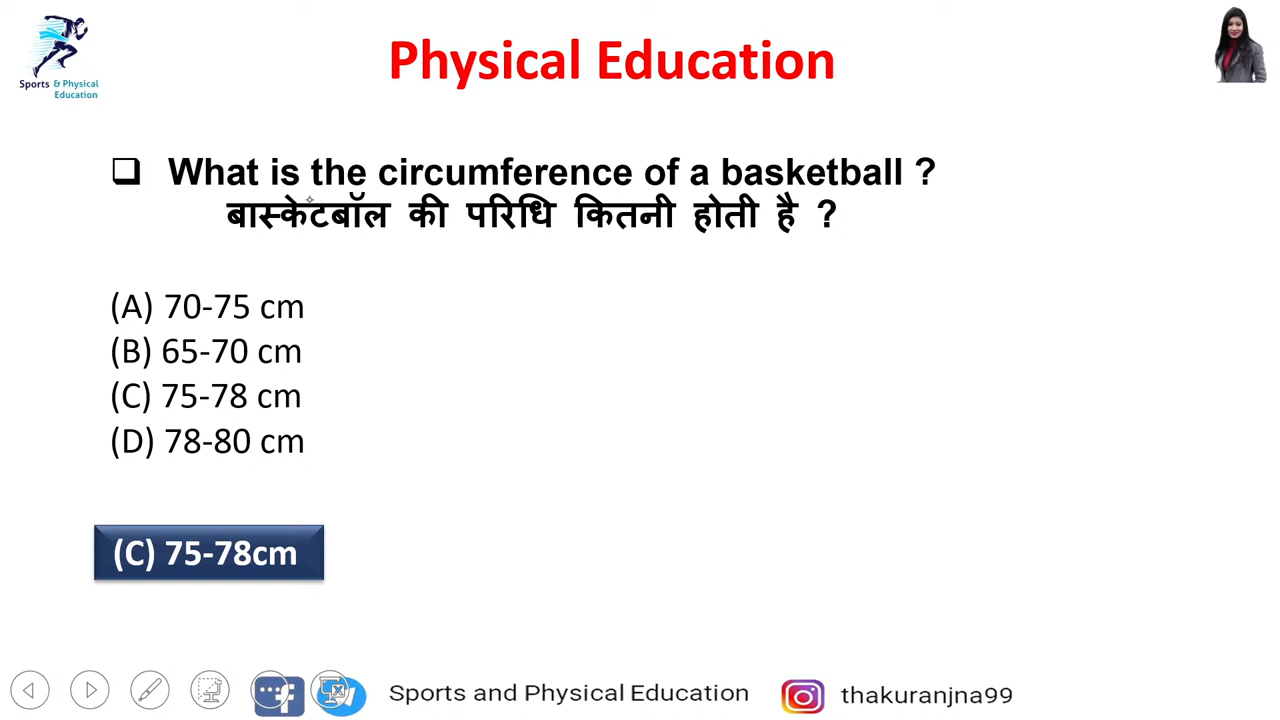 Sports & Physical
Education
Physical Education
What is the circumference of a basketball ?
बास्केटबॉल की परिधि कितनी होती है ?
(A) 70-75 cm
(B) 65-70 cm
(C) 75-78 cm
(D) 78-80 cm
(C) 75-78cm
Sports and Physical Education
thakuranjna99